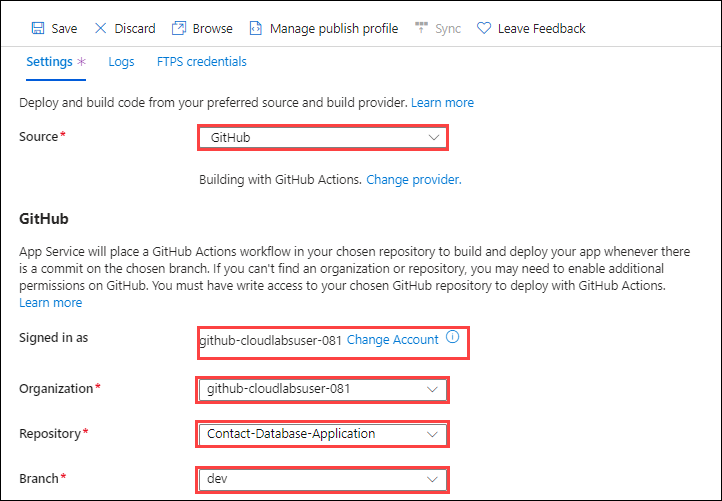 Save Discard Browse Manage publish profile Sync Leave Feedback
Settings * Logs FTPS credentials
Deploy and build code from your preferred source and build provider. Learn more
Source* GitHub
Building with GitHub Actions. Change provider.
GitHub
App Service will place a GitHub Actions workflow in your chosen repository to build and deploy your app whenever there
is a commit on the chosen branch. If you can't find an organization or repository, you may need to enable additional
permissions on GitHub. You must have write access to your chosen GitHub repository to deploy with GitHub Actions.
Learn more
Signed in as github-cloudlabsuser-081 Change Account
Organization* github-cloudlabsuser-081
Repository* Contact-Database-Application
Branch* dev